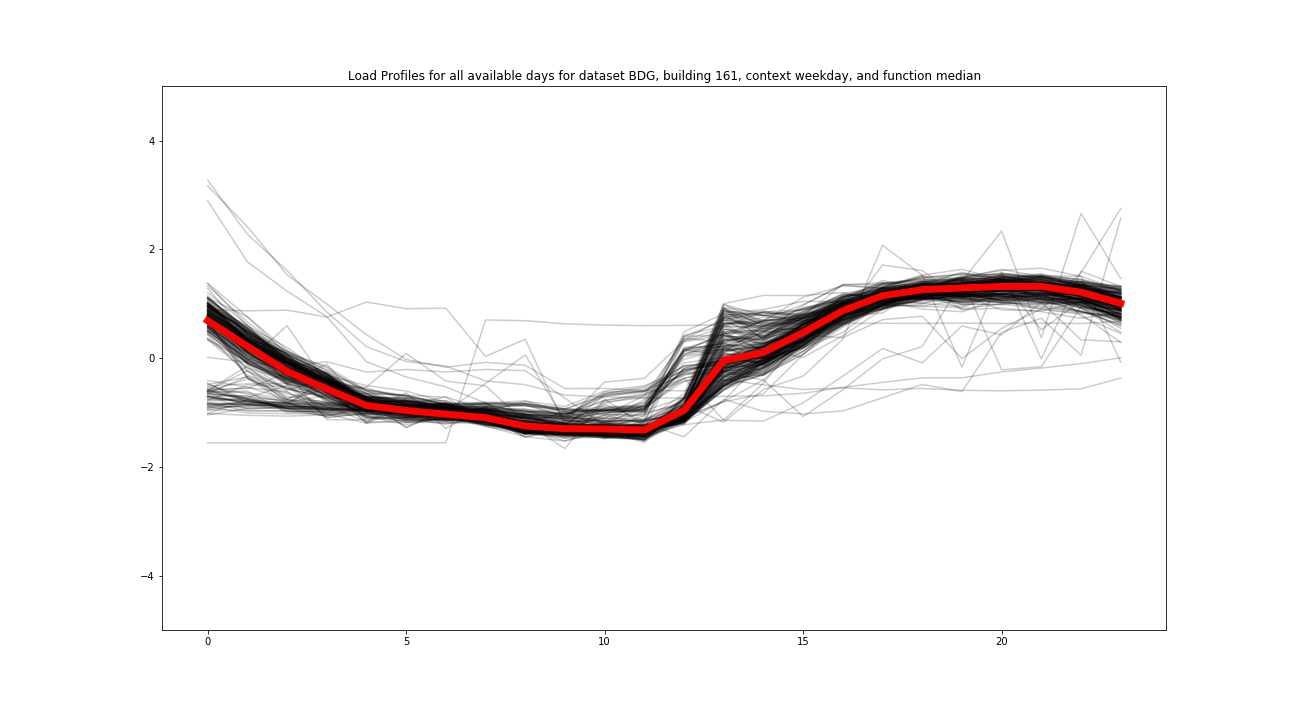 Load Profiles for all available days for dataset BDG, building 161, context weekday, and function median
4
2
0
−2
−4
0 5 10 15 20